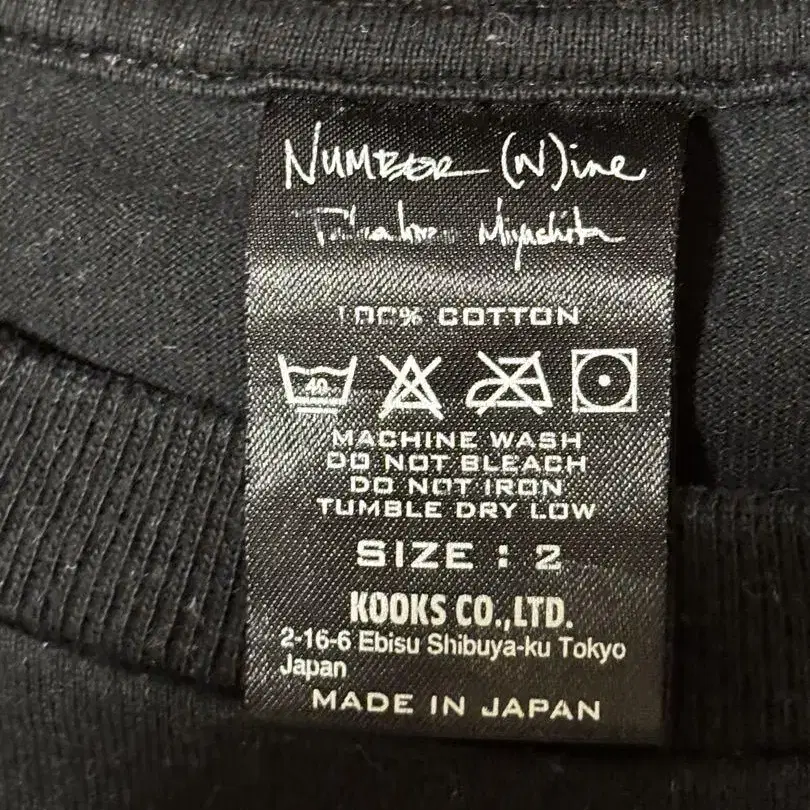 NUMBER (N)ine
Takahiro Miyashita
100% COTTON
40
MACHINE WASH
DO NOT BLEACH
DO NOT IRON
TUMBLE DRY LOW
SIZE : 2
KOOKS CO.,LTD.
2-16-6 Ebisu Shibuya-ku Tokyo
Japan
MADE IN JAPAN